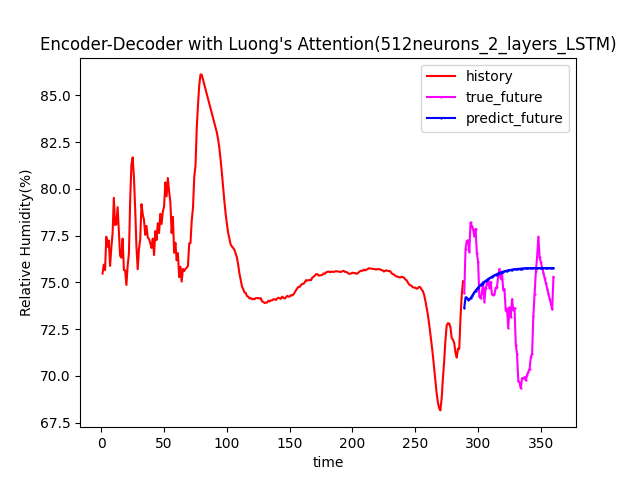 Encoder-Decoder with Luong's Attention(512neurons_2_layers_LSTM)
history
true_future
predict_future
Relative Humidity(%)
85.0
82.5
80.0
77.5
75.0
72.5
70.0
67.5
0 50 100 150 200 250 300 350
time